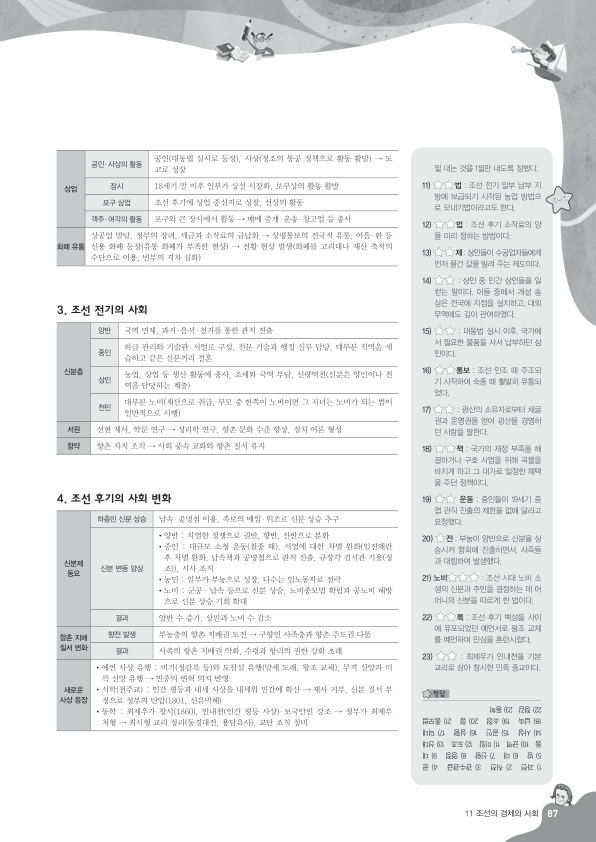 상업
공인·사상의 활동
공인(대동법 실시로 등장), 사상(정조의 통공 정책으로 활동 활발) → 도
고로 성장
장시
18세기 말 이후 일부가 상설 시장화, 보부상의 활동 활발
포구 상업
조선 후기에 상업 중심지로 성장, 선상의 활동
객주·여각의 활동
포구와 큰 장시에서 활동 → 매매 중개·운송·창고업 등 종사
화폐 유통
상공업 발달, 정부의 장려, 세금과 소작료의 금납화 → 상평통보의 전국적 유통, 어음·환 등
신용 화폐 등장(유통 화폐가 부족한 현상) → 전황 현상 발생(화폐를 고리대나 재산 축적의
수단으로 이용, 빈부의 격차 심화)
3. 조선 전기의 사회
신분층
양반
국역 면제, 과거·음서·천거를 통한 관직 진출
중인
하급 관리와 기술관·서얼로 구성, 전문 기술과 행정 실무 담당, 대부분 직역을 세
습하고 같은 신분끼리 결혼
상민
농업, 상업 등 생산 활동에 종사, 조세와 국역 부담, 신량역천(신분은 양인이나 천
역을 담당하는 계층)
천민
대부분 노비(재산으로 취급, 부모 중 한쪽이 노비이면 그 자녀는 노비가 되는 법이
일반적으로 시행)
서원
선현 제사, 학문 연구 → 성리학 연구, 향촌 문화 수준 향상, 정치 여론 형성
향약
향촌 자치 조직 → 사회 풍속 교화와 향촌 질서 유지
4. 조선 후기의 사회 변화
신분제
동요
하층민 신분 상승
납속·공명첩 이용, 족보의 매입·위조로 신분 상승 추구
신분 변동 양상
• 양반 : 치열한 정쟁으로 권반, 향반, 잔반으로 분화
• 중인 : 대규모 소청 운동(철종 때), 서얼에 대한 차별 완화(임진왜란
후 차별 완화, 납속책과 공명첩으로 관직 진출, 규장각 검서관 기용(정
조)), 시사 조직
• 농민 : 일부가 부농으로 성장, 다수는 임노동자로 전락
• 노비 : 군공·납속 등으로 신분 상승, 노비종모법 확립과 공노비 해방
으로 신분 상승 기회 확대
결과
양반 수 증가, 상민과 노비 수 감소
향촌 지배
질서 변화
향전 발생
부농층의 향촌 지배권 도전 → 구향인 사족층과 향촌 주도권 다툼
결과
사족의 향촌 지배권 약화, 수령과 향리의 권한 강화 초래
새로운
사상 등장
• 예언 사상 유행 : 비기(정감록 등)와 도참설 유행(말세 도래, 왕조 교체), 무격 신앙과 미
륵 신앙 유행 → 민중의 변혁 의지 반영
• 서학(천주교) : 인간 평등과 내세 사상을 내세워 민간에 확산 → 제사 거부, 신분 질서 부
정으로 정부의 탄압(1801, 신유박해)
• 동학 : 최제우가 창시(1860), 인내천(인간 평등 사상)·보국안민 강조 → 정부가 최제우
처형 → 최시형 교리 정리(동경대전, 용담유사), 교단 조직 정비
필 내는 것을 1필만 내도록 정했다.
11) ☆☆법 : 조선 전기 일부 남부 지
방에 보급되기 시작된 농업 방법으
로 모내기법이라고도 한다.
12) ☆☆법 : 조선 후기 소작료의 양
을 미리 정하는 방법이다.
13) ☆☆제 : 상인들이 수공업자들에게
먼저 물건 값을 빌려 주는 제도이다.
14) ☆☆ : 상인 중 민간 상인들을 일
컫는 말이다. 이들 중에서 개성 송
상은 전국에 지점을 설치하고, 대외
무역에도 깊이 관여하였다.
15) ☆☆ : 대동법 실시 이후, 국가에
서 필요한 물품을 사서 납부하던 상
인이다.
16) ☆☆통보 : 조선 인조 때 주조되
기 시작하여 숙종 때 활발히 유통되
었다.
17) ☆☆ : 광산의 소유자로부터 채굴
권과 운영권을 얻어 광산을 경영하
던 사람을 말한다.
18) ☆☆책 : 국가의 재정 부족을 해
결하거나 구호 사업을 위해 곡물을
바치게 하고 그 대가로 일정한 혜택
을 주던 정책이다.
19) ☆☆ 운동 : 중인들이 19세기 중
엽 관직 진출의 제한을 없애 달라고
요청했다.
20) ☆전 : 부농이 양반으로 신분을 상
승시켜 향회에 진출하면서, 사족들
과 대립하여 발생했다.
21) 노비☆☆☆ : 조선 시대 노비 소
생의 신분과 주인을 결정하는 데 어
머니의 신분을 따르게 한 법이다.
22) ☆☆록 : 조선 후기 백성들 사이
에 유포되었던 예언서로 왕조 교체
를 예언하며 민심을 혼란시켰다.
23) ☆☆ : 최제우가 인내천을 기본
교리로 삼아 창시한 민족 종교이다.
정답
11 조선의 경제와 사회 87